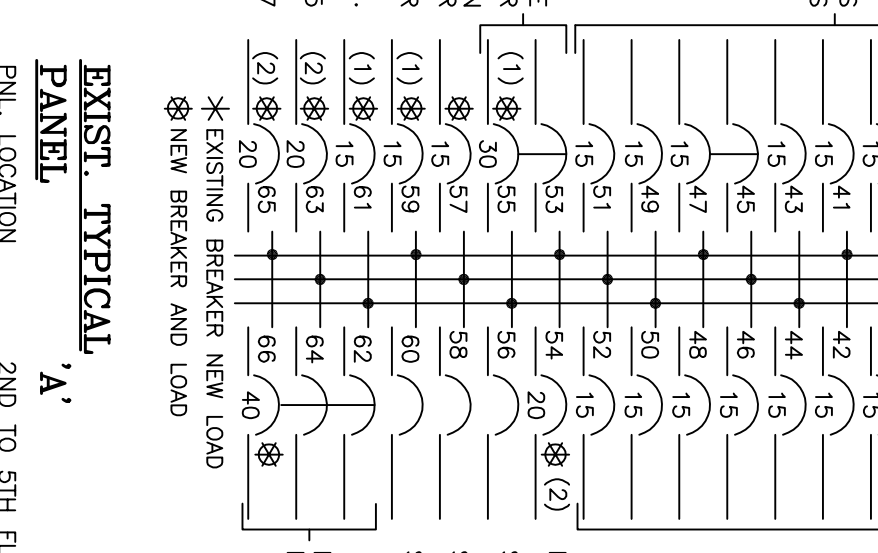 15 15
15 41 42 15
15 43 44 15
45 46 15
15 47 48 15
15 49 50 15
15 51 52 15
53 54 20 (2)
(1) 30 55 56
15 57 58
(1) 15 59 60
(1) 15 61 62
(2) 20 63 64
(2) 20 65 66 40
EXISTING BREAKER NEW LOAD
NEW BREAKER AND LOAD
EXIST. TYPICAL
PANEL 'A'
PNL. LOCATION 2ND TO 5TH